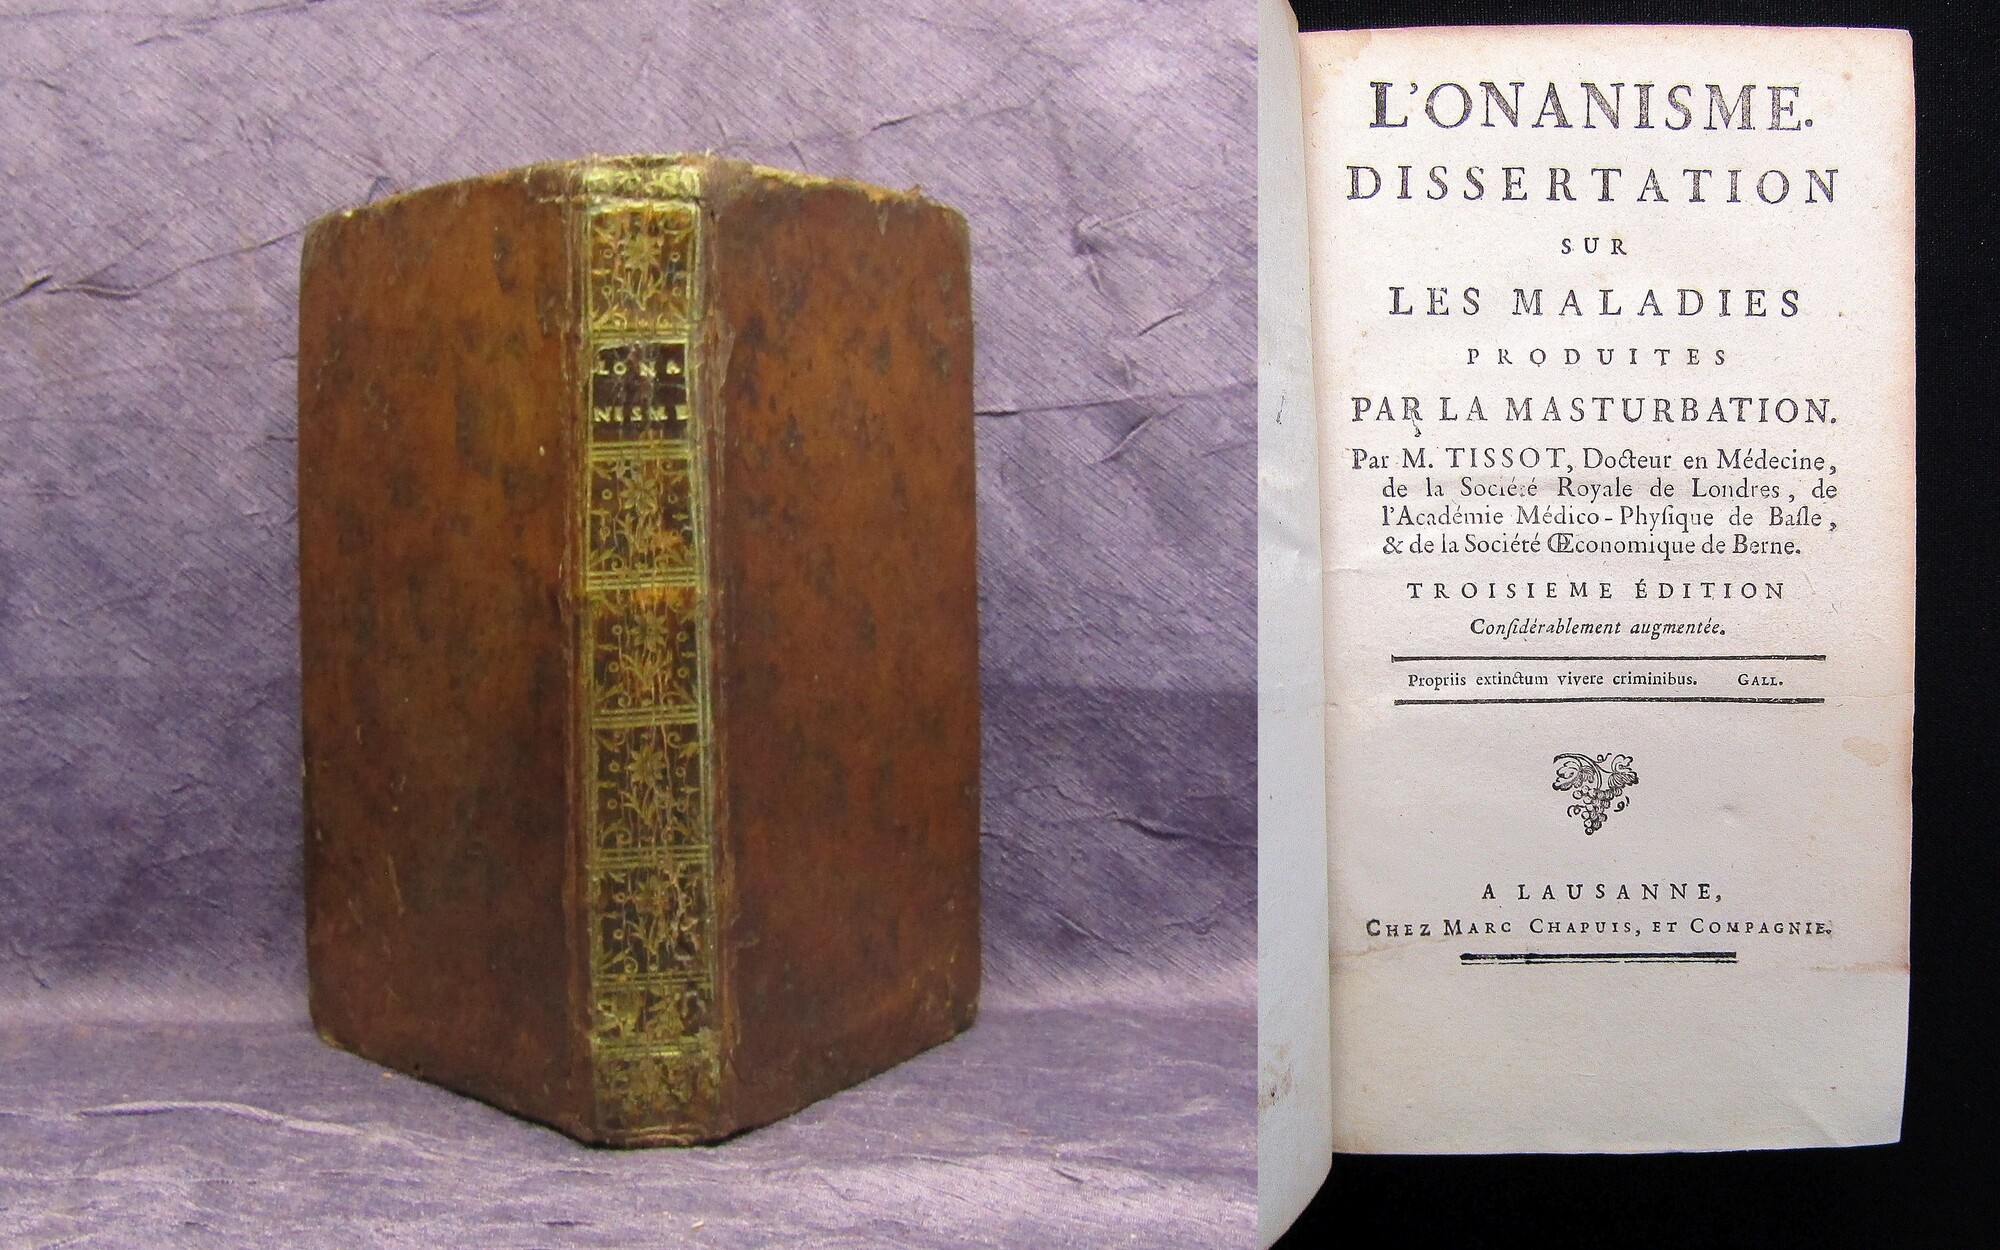 LONA
NISME
L'ONANISME.
DISSERTATION
SUR
LES MALADIES
PRODUITES
PAR LA MASTURBATION.
Par M. TISSOT, Docteur en Médecine,
de la Société Royale de Londres, de
l'Académie Médico-Phyſique de Baſle,
& de la Société Œconomique de Berne.
TROISIEME ÉDITION
Conſidérablement augmentée.
Propriis extinctum vivere criminibus. GALL.
A LAUSANNE,
CHEZ MARC CHAPUIS, ET COMPAGNIE.